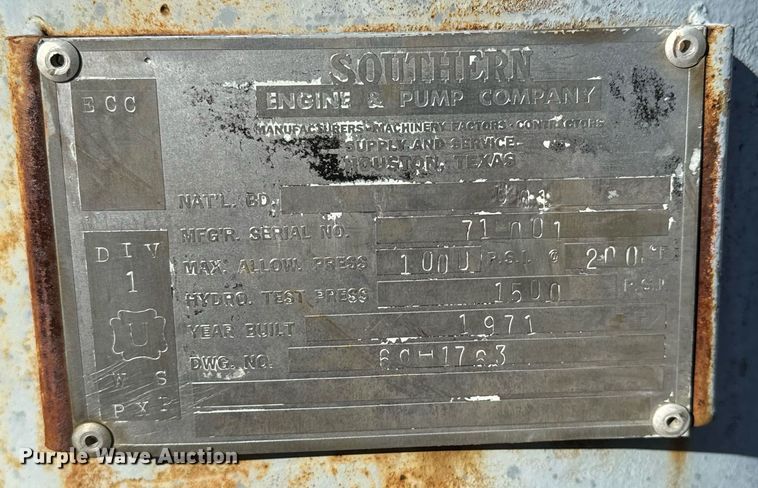 SOUTHERN
ENGINE & PUMP COMPANY
MANUFACTURERS · MACHINERY FACTORS · CONTRACTORS
SUPPLY AND SERVICE
HOUSTON, TEXAS
ECC
NAT'L. BD.
MFG'R. SERIAL NO. 71 001
MAX. ALLOW. PRESS 1000 P.S.I. @ 200 °F
HYDRO. TEST PRESS 1500 P.S.I.
YEAR BUILT 1971
DWG. NO.
DIV
1
U
W S
Purple Wave Auction